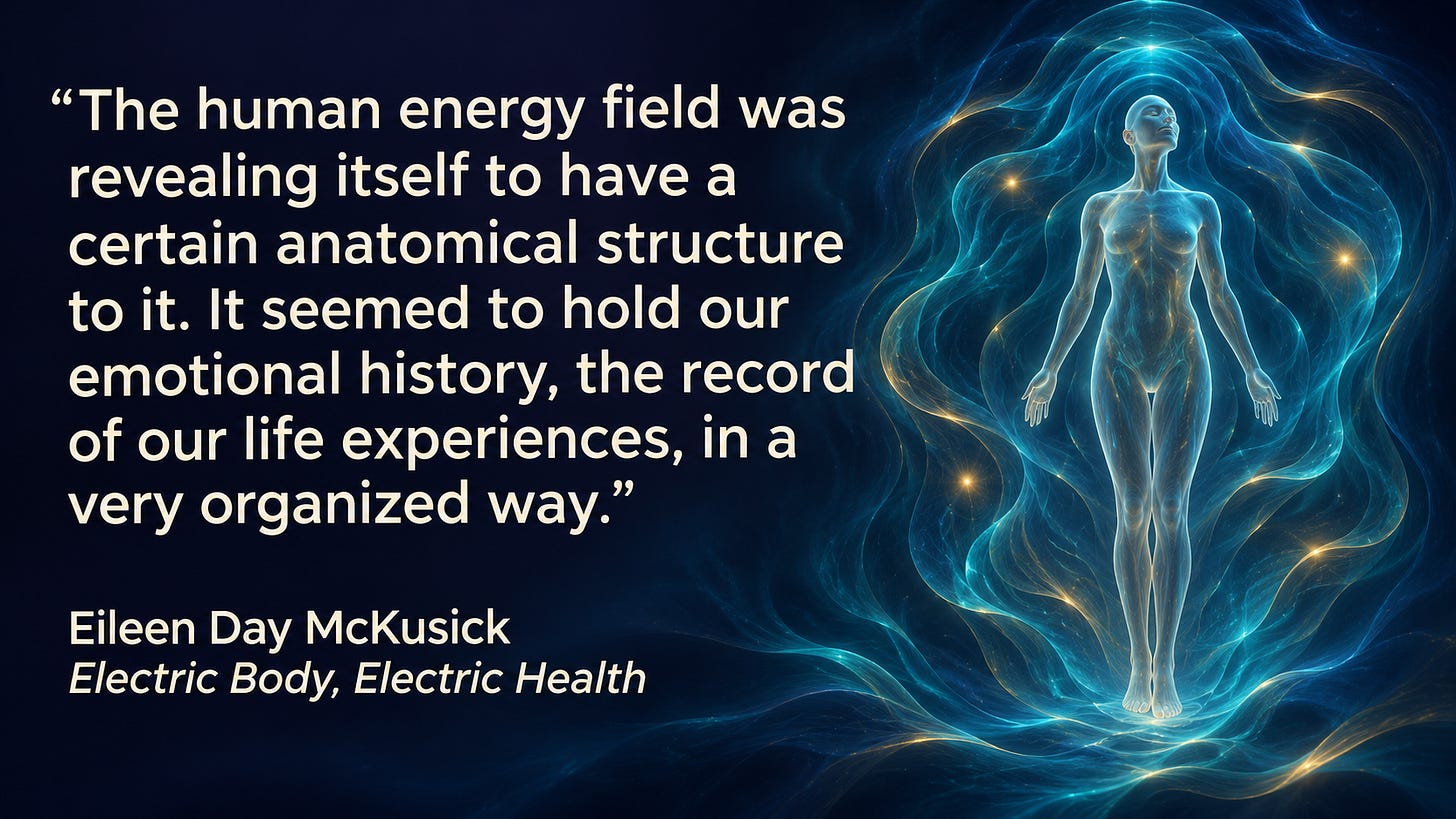 “The human energy field was
revealing itself to have a
certain anatomical structure
to it. It seemed to hold our
emotional history, the record
of our life experiences, in a
very organized way.”
Eileen Day McKusick
Electric Body, Electric Health